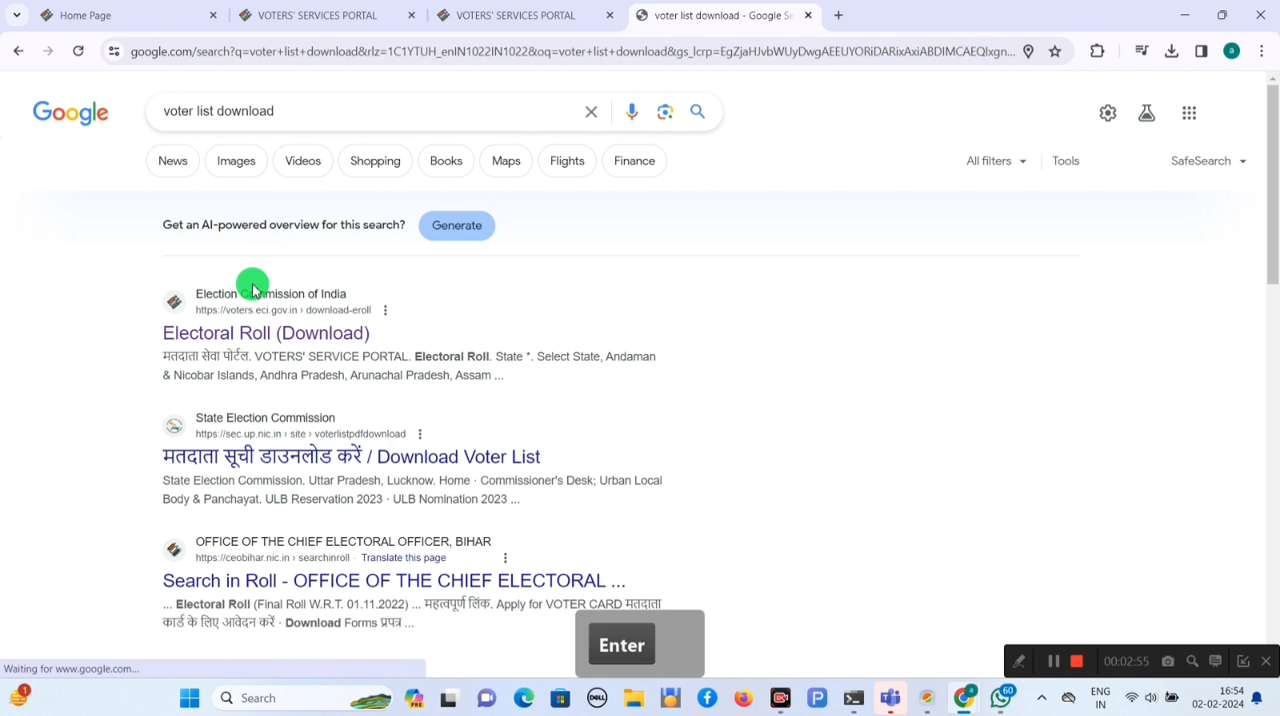 Home Page
VOTERS' SERVICES PORTAL
VOTERS' SERVICES PORTAL
voter list download - Google Se
google.com/search?q=voter+list+download&rlz=1C1YTUH_enIN1022IN1022&oq=voter+list+download&gs_lcrp=EgZjaHJvbWUyDwgAEEUYORiDARixAxiABDIMCAEQIxgn...
Google
voter list download
News
Images
Videos
Shopping
Books
Maps
Flights
Finance
All filters
Tools
SafeSearch
Get an AI-powered overview for this search?
Generate
Election Commission of India
https://voters.eci.gov.in › download-eroll
Electoral Roll (Download)
मतदाता सेवा पोर्टल. VOTERS' SERVICE PORTAL. Electoral Roll. State *. Select State, Andaman
& Nicobar Islands, Andhra Pradesh, Arunachal Pradesh, Assam ...
State Election Commission
https://sec.up.nic.in › site › voterlistpdfdownload
मतदाता सूची डाउनलोड करें / Download Voter List
State Election Commission. Uttar Pradesh, Lucknow. Home · Commissioner's Desk; Urban Local
Body & Panchayat. ULB Reservation 2023 · ULB Nomination 2023 ...
OFFICE OF THE CHIEF ELECTORAL OFFICER, BIHAR
https://ceobihar.nic.in › searchinroll · Translate this page
Search in Roll - OFFICE OF THE CHIEF ELECTORAL ...
... Electoral Roll (Final Roll W.R.T. 01.11.2022) ... महत्वपूर्ण लिंक. Apply for VOTER CARD मतदाता
कार्ड के लिए आवेदन करें · Download Forms प्रपत्र ...
Enter
00:02:55
Waiting for www.google.com...
1
Search
PRE
DELL
60
ENG
IN
16:54
02-02-2024